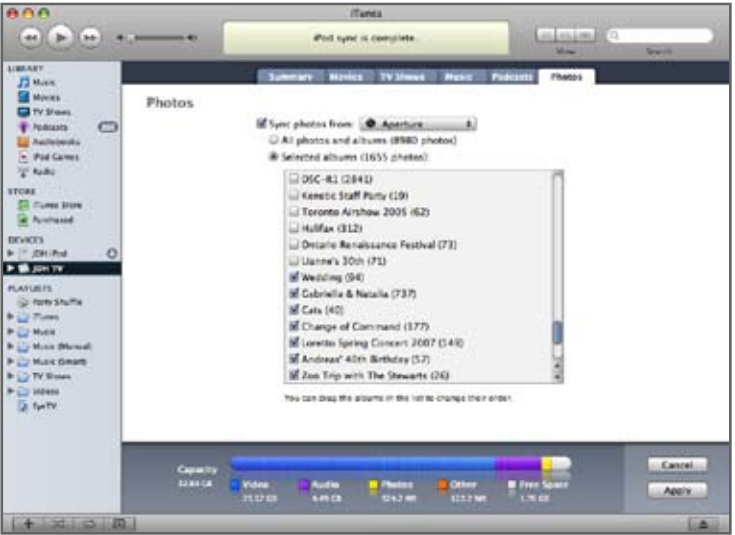 iTunes
iPod sync is complete.
View
Search
LIBRARY
Music
Movies
TV Shows
Podcasts
Audiobooks
iPod Games
Radio
STORE
iTunes Store
Purchased
DEVICES
JDH iPod
JDH TV
PLAYLISTS
Party Shuffle
iTunes
Music
Music (Manual)
Music (Smart)
TV Shows
Videos
EyeTV
Summary Movies TV Shows Music Podcasts Photos
Photos
Sync photos from: Aperture
All photos and albums (8980 photos)
Selected albums (1655 photos):
DSC-R1 (2841)
Kenetic Staff Party (19)
Toronto Airshow 2005 (62)
Halifax (312)
Ontario Renaissance Festival (73)
Lianne's 30th (71)
Wedding (94)
Gabriella & Natalia (737)
Cats (40)
Change of Command (177)
Loretto Spring Concert 2007 (149)
Andreas' 40th Birthday (57)
Zoo Trip with The Stewarts (26)
You can drag the albums in the list to change their order.
Capacity
Video Audio Photos Other Free Space
Cancel
Apply